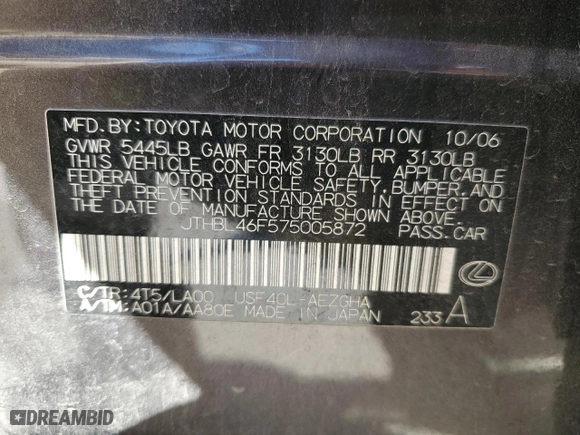 MFD. BY: TOYOTA MOTOR CORPORATION 10/06
GVWR 5445LB GAWR FR 3130LB RR 3130LB
THIS VEHICLE CONFORMS TO ALL APPLICABLE
FEDERAL MOTOR VEHICLE SAFETY, BUMPER, AND
THEFT PREVENTION STANDARDS IN EFFECT ON
THE DATE OF MANUFACTURE SHOWN ABOVE.
JTHBL46F575005872 PASS. CAR
C/TR: 4T5/LA00 USF40L-AEZGHA
A/TM: A01A/AA80E MADE IN JAPAN 233 A
DREAMBID